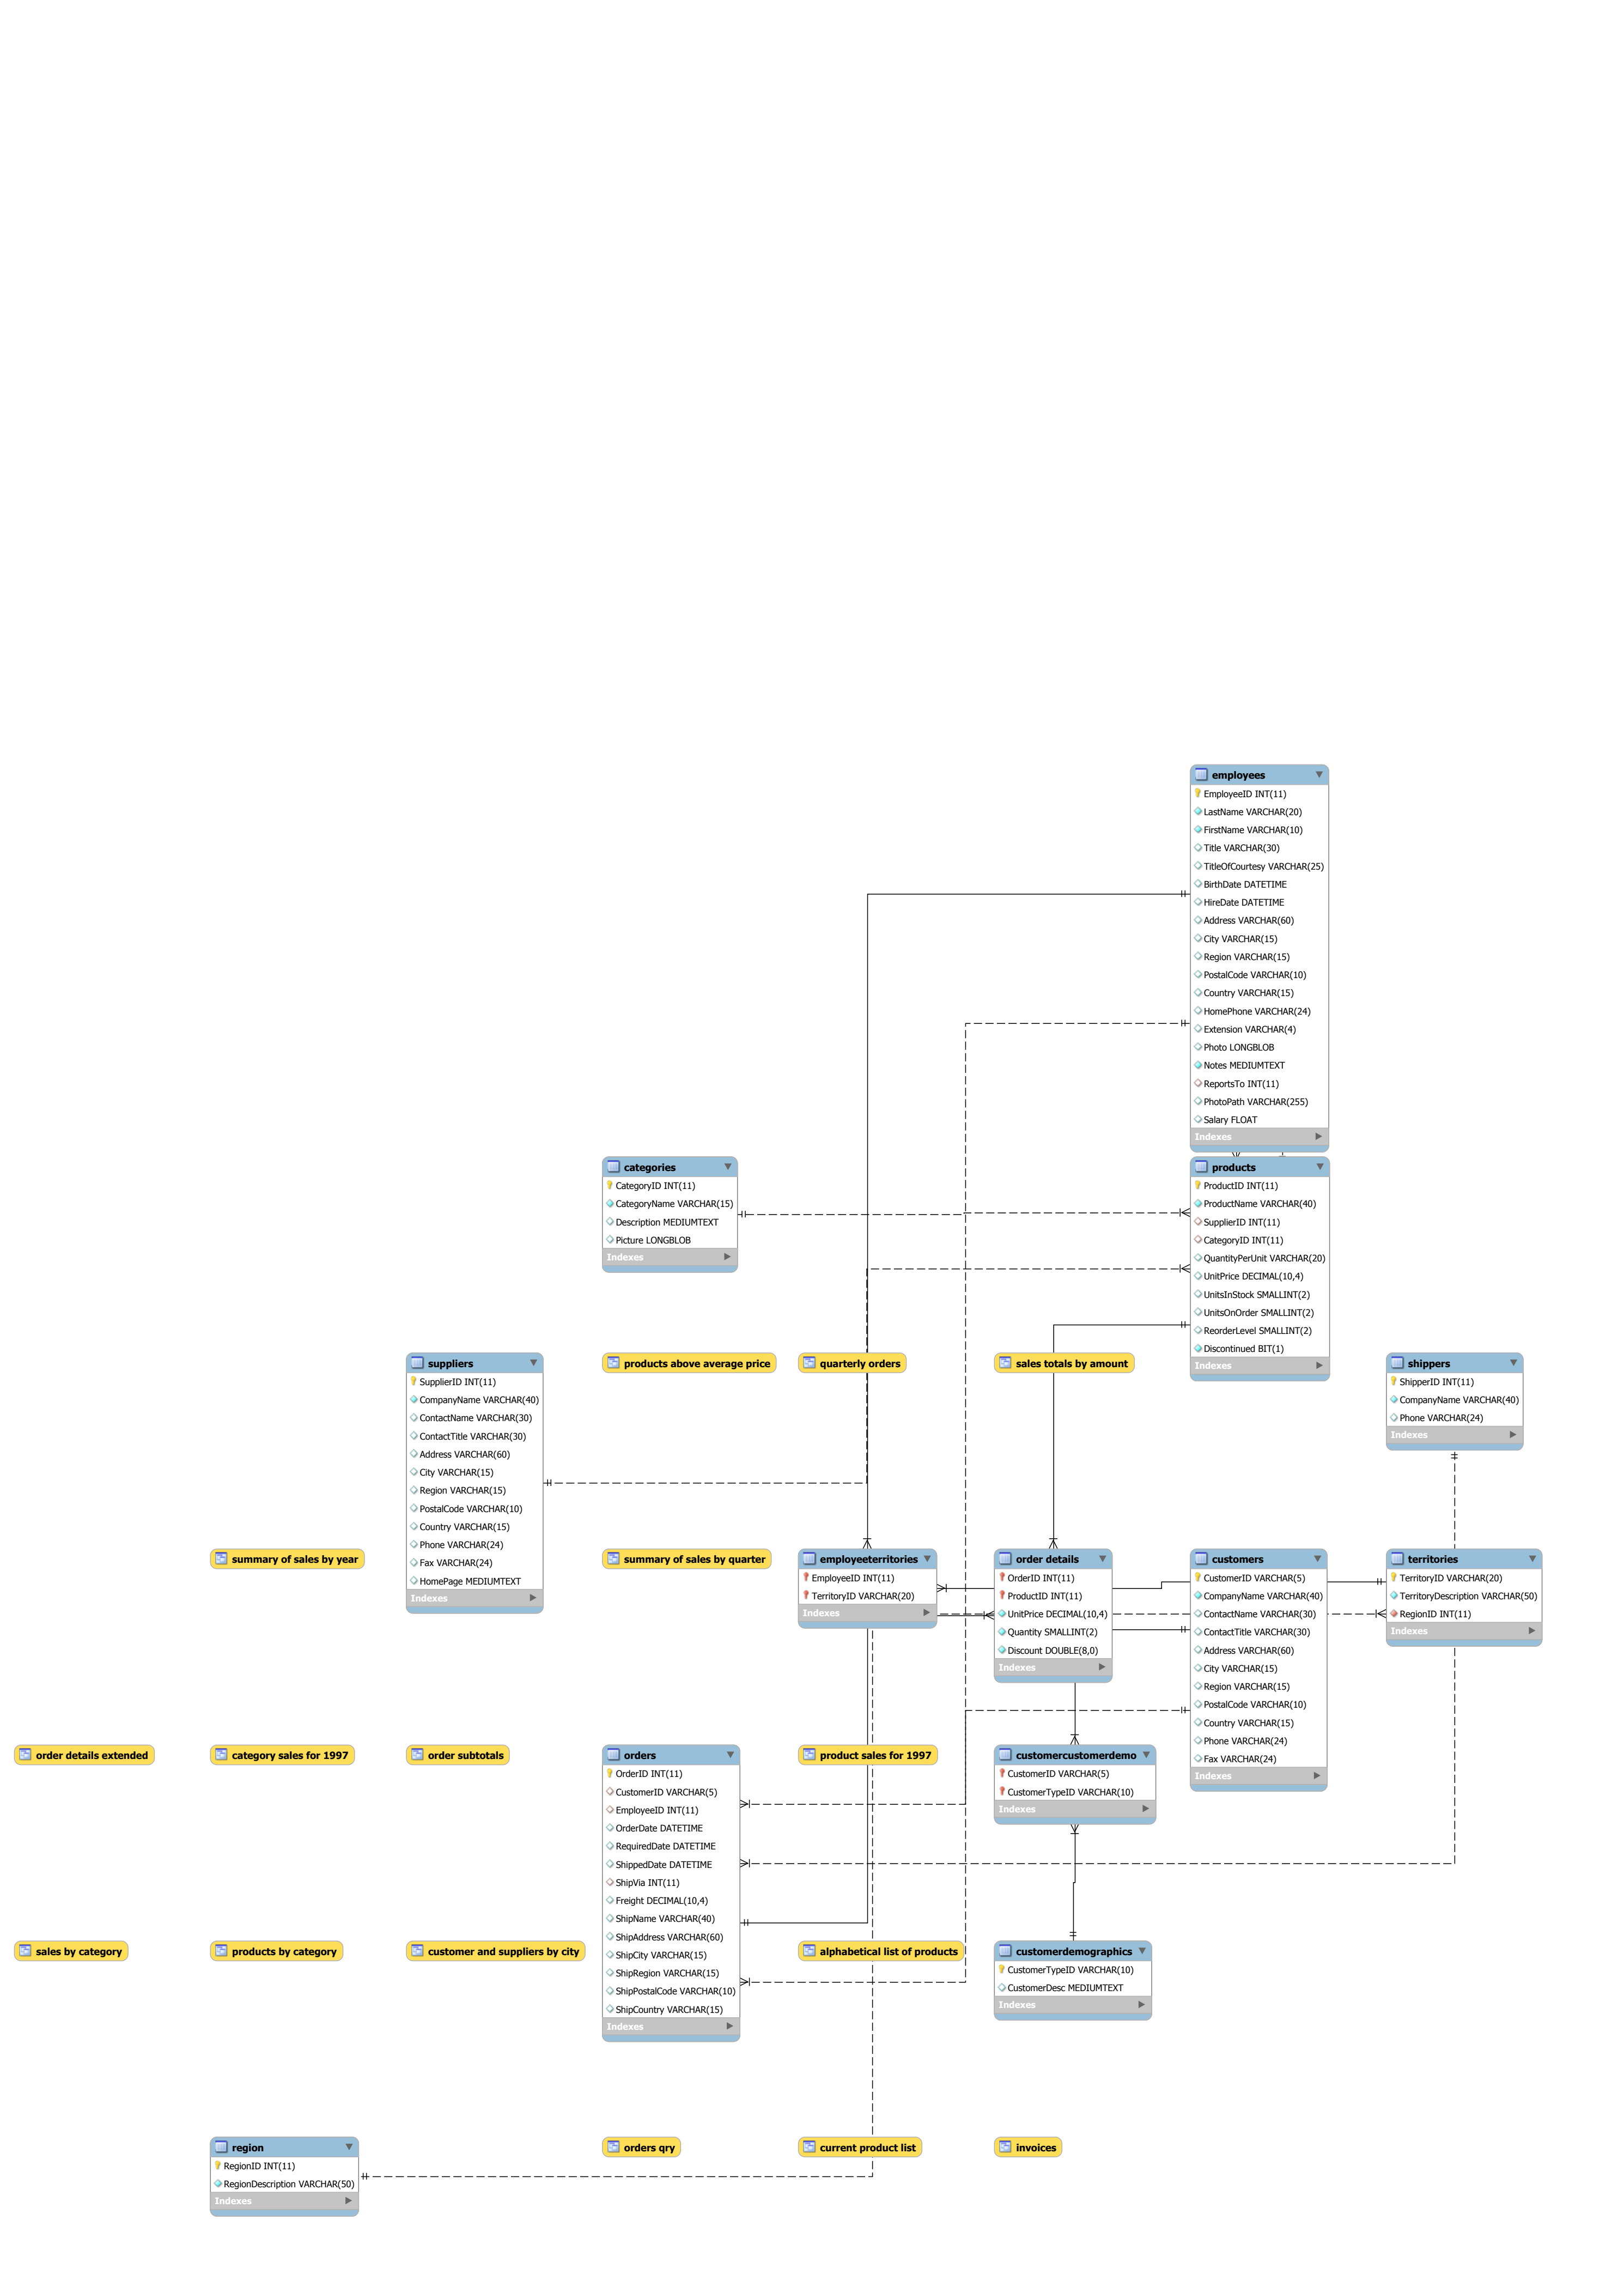 employees
EmployeeID INT(11)
LastName VARCHAR(20)
FirstName VARCHAR(10)
Title VARCHAR(30)
TitleOfCourtesy VARCHAR(25)
BirthDate DATETIME
HireDate DATETIME
Address VARCHAR(60)
City VARCHAR(15)
Region VARCHAR(15)
PostalCode VARCHAR(10)
Country VARCHAR(15)
HomePhone VARCHAR(24)
Extension VARCHAR(4)
Photo LONGBLOB
Notes MEDIUMTEXT
ReportsTo INT(11)
PhotoPath VARCHAR(255)
Salary FLOAT
Indexes
categories
CategoryID INT(11)
CategoryName VARCHAR(15)
Description MEDIUMTEXT
Picture LONGBLOB
Indexes
products
ProductID INT(11)
ProductName VARCHAR(40)
SupplierID INT(11)
CategoryID INT(11)
QuantityPerUnit VARCHAR(20)
UnitPrice DECIMAL(10,4)
UnitsInStock SMALLINT(2)
UnitsOnOrder SMALLINT(2)
ReorderLevel SMALLINT(2)
Discontinued BIT(1)
Indexes
suppliers
SupplierID INT(11)
CompanyName VARCHAR(40)
ContactName VARCHAR(30)
ContactTitle VARCHAR(30)
Address VARCHAR(60)
City VARCHAR(15)
Region VARCHAR(15)
PostalCode VARCHAR(10)
Country VARCHAR(15)
Phone VARCHAR(24)
Fax VARCHAR(24)
HomePage MEDIUMTEXT
Indexes
products above average price
quarterly orders
sales totals by amount
shippers
ShipperID INT(11)
CompanyName VARCHAR(40)
Phone VARCHAR(24)
Indexes
summary of sales by year
summary of sales by quarter
employeeterritories
EmployeeID INT(11)
TerritoryID VARCHAR(20)
Indexes
order details
OrderID INT(11)
ProductID INT(11)
UnitPrice DECIMAL(10,4)
Quantity SMALLINT(2)
Discount DOUBLE(8,0)
Indexes
customers
CustomerID VARCHAR(5)
CompanyName VARCHAR(40)
ContactName VARCHAR(30)
ContactTitle VARCHAR(30)
Address VARCHAR(60)
City VARCHAR(15)
Region VARCHAR(15)
PostalCode VARCHAR(10)
Country VARCHAR(15)
Phone VARCHAR(24)
Fax VARCHAR(24)
Indexes
territories
TerritoryID VARCHAR(20)
TerritoryDescription VARCHAR(50)
RegionID INT(11)
Indexes
order details extended
category sales for 1997
order subtotals
orders
OrderID INT(11)
CustomerID VARCHAR(5)
EmployeeID INT(11)
OrderDate DATETIME
RequiredDate DATETIME
ShippedDate DATETIME
ShipVia INT(11)
Freight DECIMAL(10,4)
ShipName VARCHAR(40)
ShipAddress VARCHAR(60)
ShipCity VARCHAR(15)
ShipRegion VARCHAR(15)
ShipPostalCode VARCHAR(10)
ShipCountry VARCHAR(15)
Indexes
product sales for 1997
customercustomerdemo
CustomerID VARCHAR(5)
CustomerTypeID VARCHAR(10)
Indexes
sales by category
products by category
customer and suppliers by city
alphabetical list of products
customerdemographics
CustomerTypeID VARCHAR(10)
CustomerDesc MEDIUMTEXT
Indexes
region
RegionID INT(11)
RegionDescription VARCHAR(50)
Indexes
orders qry
current product list
invoices